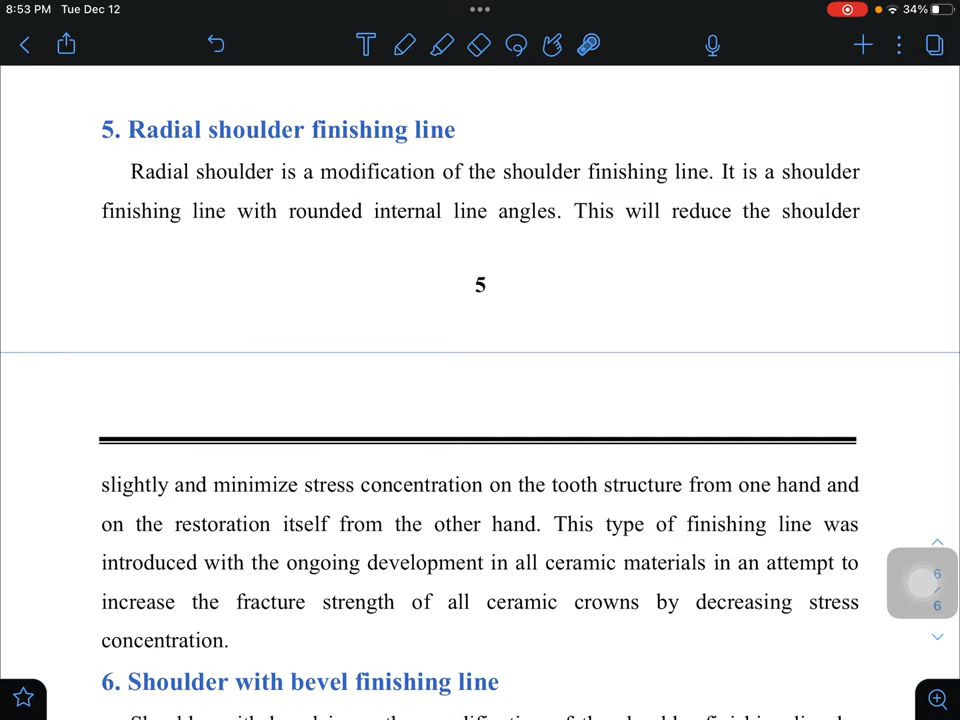 8:53 PM Tue Dec 12
34%
5. Radial shoulder finishing line
Radial shoulder is a modification of the shoulder finishing line. It is a shoulder
finishing line with rounded internal line angles. This will reduce the shoulder
5
slightly and minimize stress concentration on the tooth structure from one hand and
on the restoration itself from the other hand. This type of finishing line was
introduced with the ongoing development in all ceramic materials in an attempt to
increase the fracture strength of all ceramic crowns by decreasing stress
concentration.
6
/
6
6. Shoulder with bevel finishing line